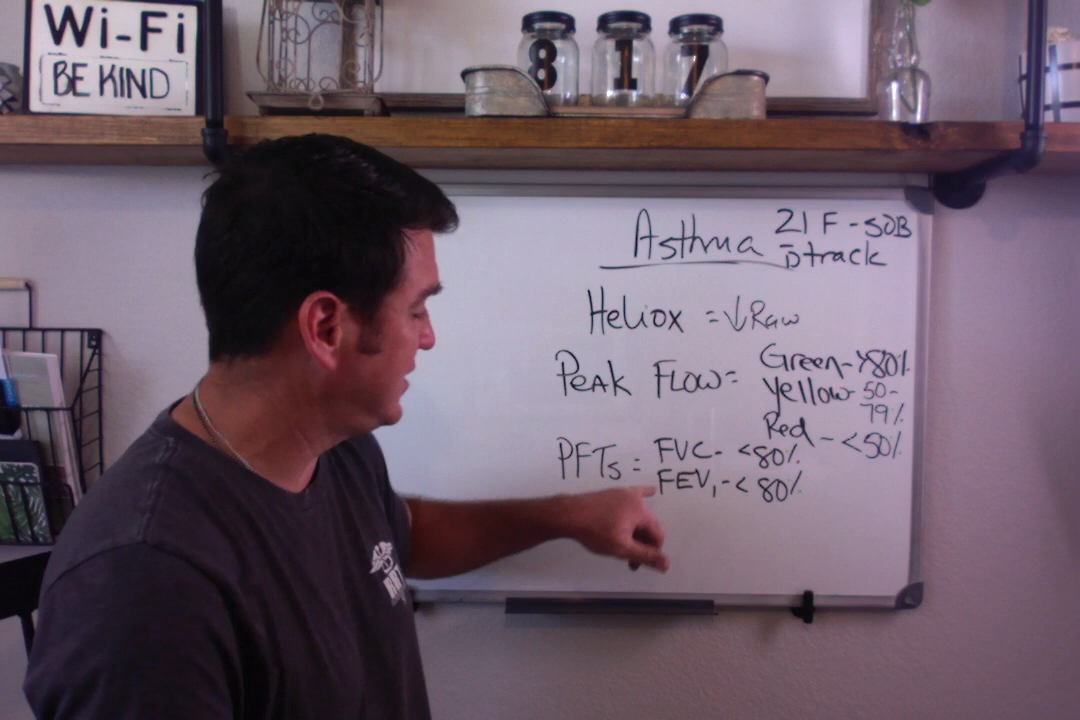 Wi-Fi
BE KIND
8 1 7
Asthma 21 F - SOB
c̄ track
Heliox = ↓ Raw
Peak Flow = Green - >80%
Yellow - 50-
79%
Red - <50%
PFTs = FVC - <80%
FEV₁ - <80%